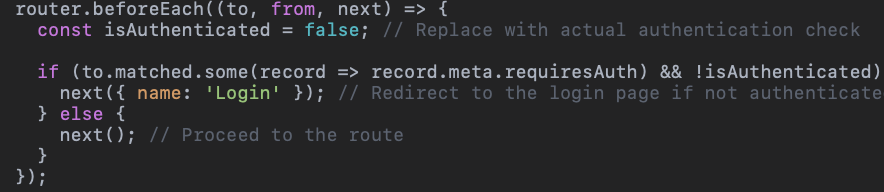 router.beforeEach((to, from, next) => {
  const isAuthenticated = false; // Replace with actual authentication check
  if (to.matched.some(record => record.meta.requiresAuth) && !isAuthenticated)
    next({ name: 'Login' }); // Redirect to the login page if not authenticate
  } else {
    next(); // Proceed to the route
  }
});